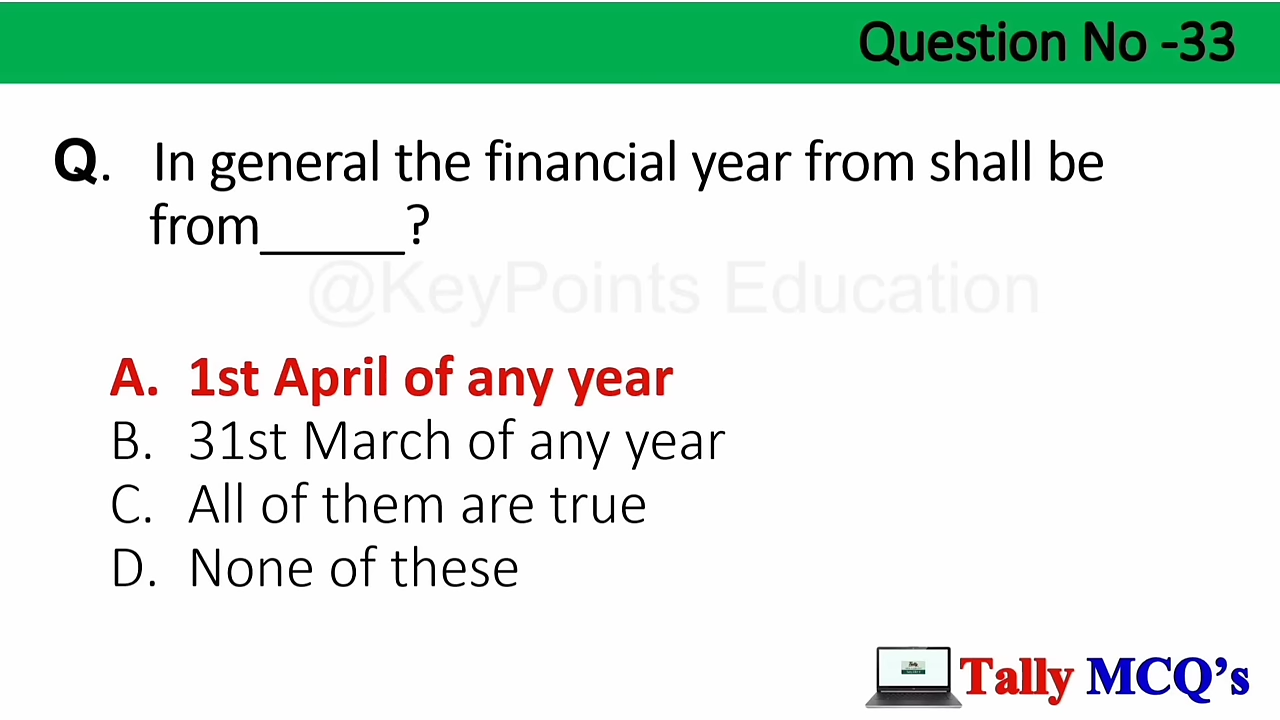 Question No -33
Q. In general the financial year from shall be
from_____?
@KeyPoints Education
A. 1st April of any year
B. 31st March of any year
C. All of them are true
D. None of these
Tally MCQ’s